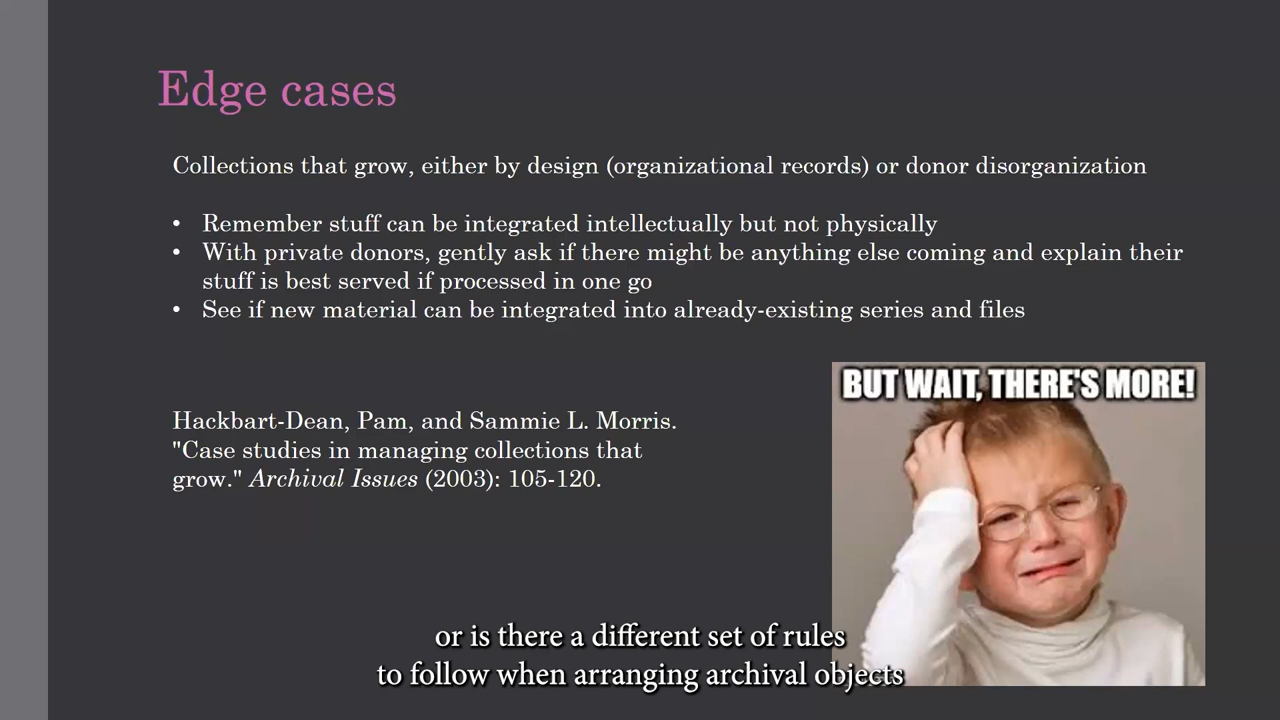 Edge cases
Collections that grow, either by design (organizational records) or donor disorganization
• Remember stuff can be integrated intellectually but not physically
• With private donors, gently ask if there might be anything else coming and explain their
stuff is best served if processed in one go
• See if new material can be integrated into already-existing series and files
BUT WAIT, THERE'S MORE!
Hackbart-Dean, Pam, and Sammie L. Morris.
"Case studies in managing collections that
grow." Archival Issues (2003): 105-120.
or is there a different set of rules
to follow when arranging archival objects